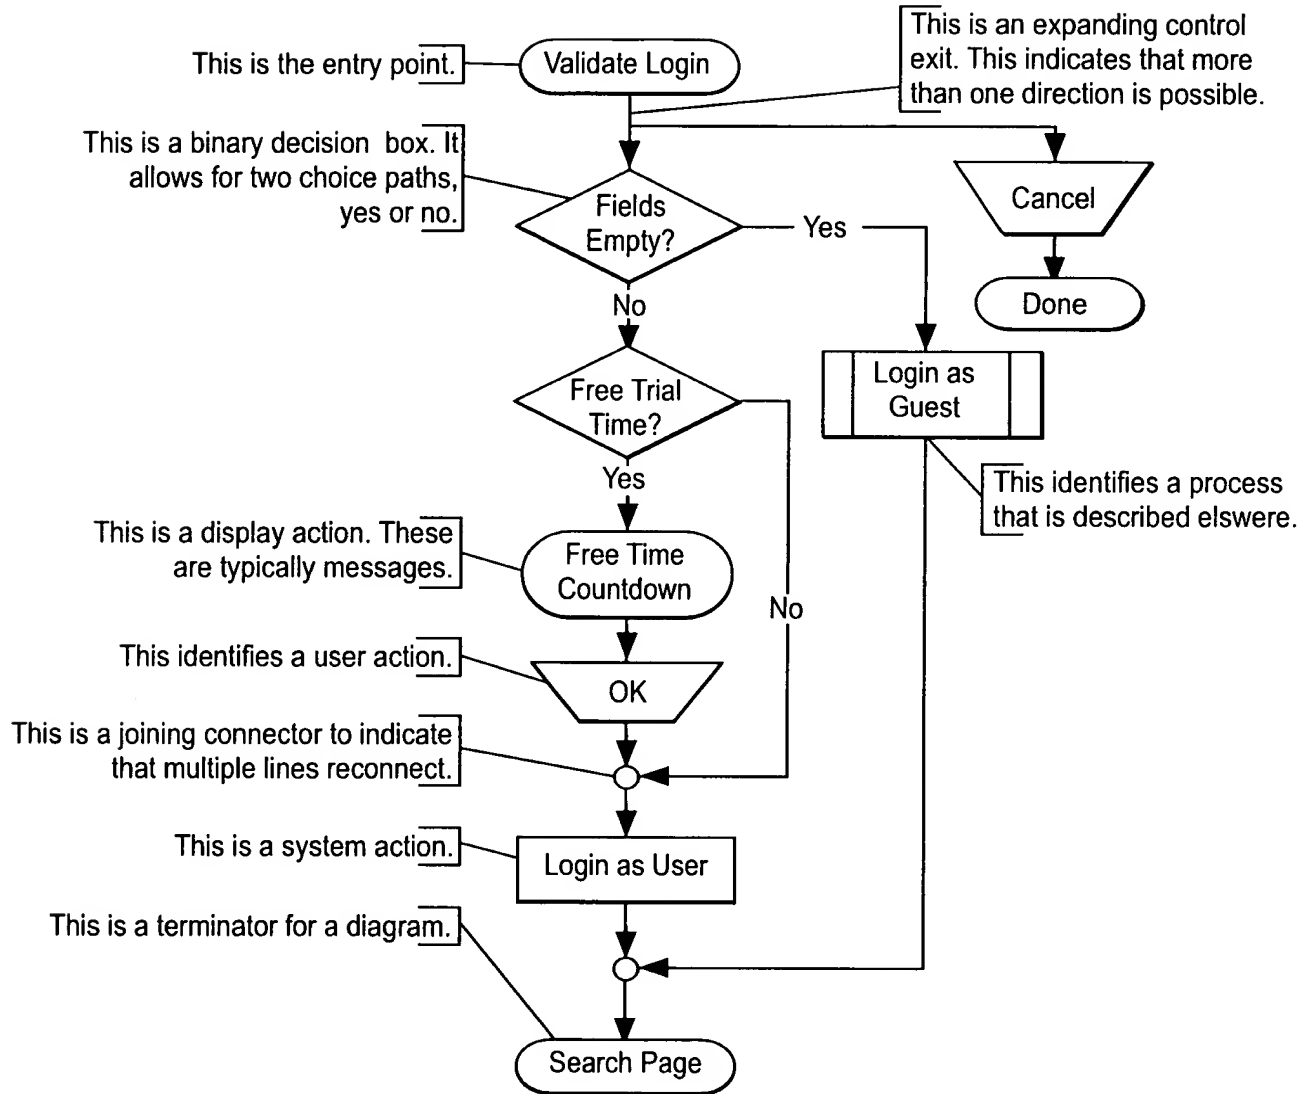 This is an expanding control
exit. This indicates that more
than one direction is possible.
This is the entry point.
Validate Login
This is a binary decision box. It
allows for two choice paths,
yes or no.
Fields
Empty?
Yes
Cancel
Done
No
Free Trial
Time?
Login as
Guest
Yes
This identifies a process
that is described elswere.
This is a display action. These
are typically messages.
Free Time
Countdown
No
This identifies a user action.
OK
This is a joining connector to indicate
that multiple lines reconnect.
This is a system action.
Login as User
This is a terminator for a diagram.
Search Page